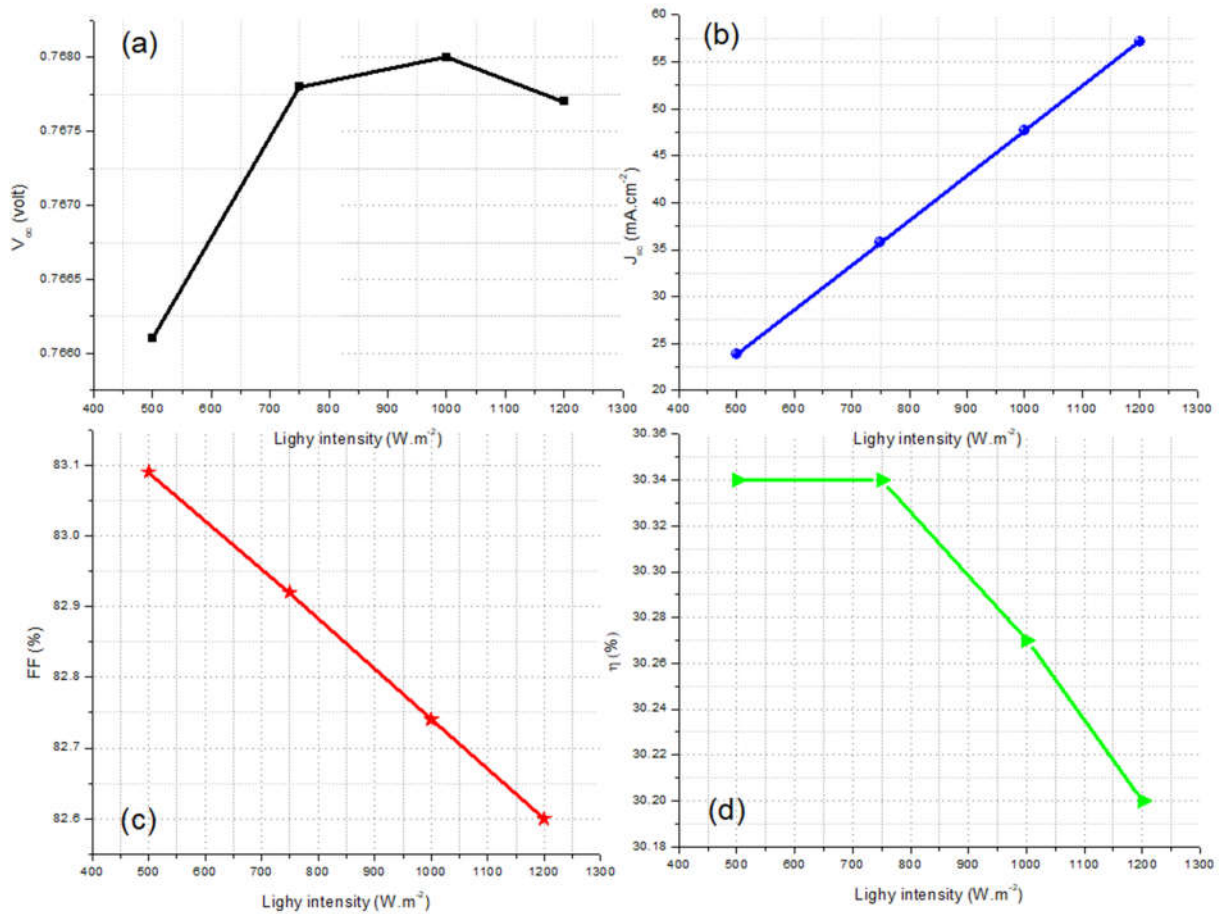 (a)
0.7680
0.7675
0.7670
0.7665
0.7660
V∞ (volt)
400 500 600 700 800 900 1000 1100 1200 1300
Lighy intensity (W.m⁻²)
(b)
60
55
50
45
40
35
30
25
20
Jsc (mA.cm⁻²)
400 500 600 700 800 900 1000 1100 1200 1300
Lighy intensity (W.m⁻²)
83.1
83.0
82.9
82.8
82.7
82.6
FF (%)
(c)
400 500 600 700 800 900 1000 1100 1200 1300
Lighy intensity (W.m⁻²)
30.36
30.34
30.32
30.30
30.28
30.26
30.24
30.22
30.20
30.18
η (%)
(d)
400 500 600 700 800 900 1000 1100 1200 1300
Lighy intensity (W.m⁻²)